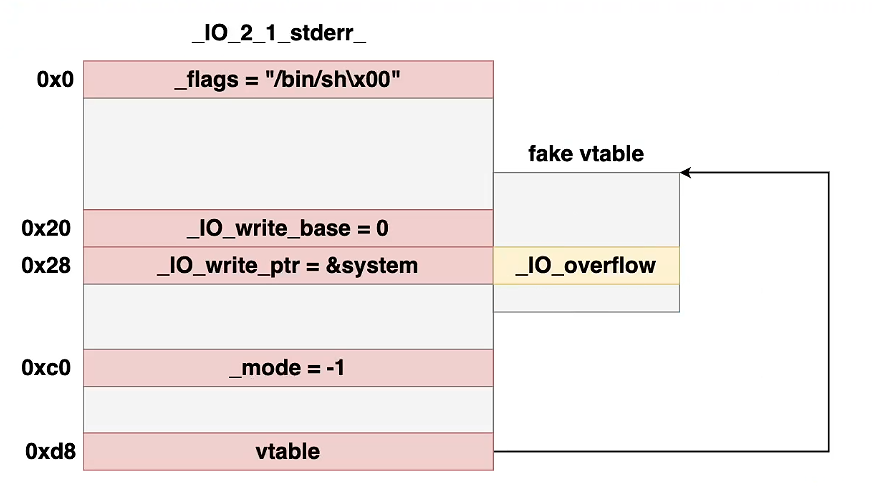 _IO_2_1_stderr_
0x0
_flags = "/bin/sh\x00"
fake vtable
0x20
_IO_write_base = 0
0x28
_IO_write_ptr = &system
_IO_overflow
0xc0
_mode = -1
0xd8
vtable